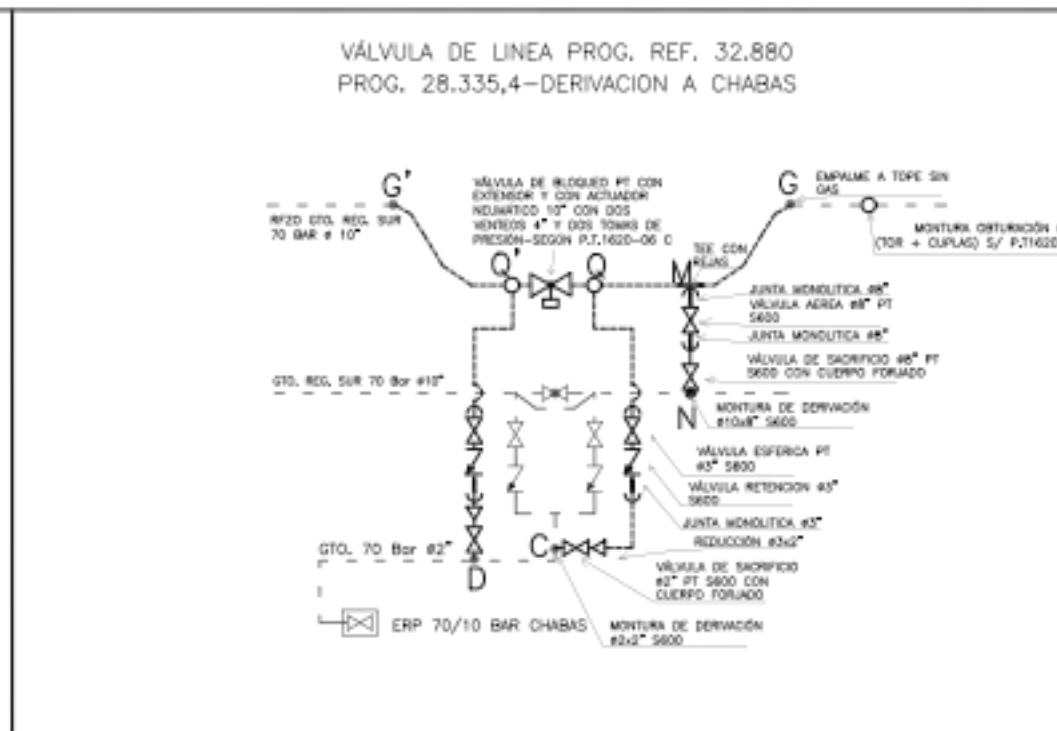 VÁLVULA DE LINEA PROG. REF. 32.880
PROG. 28.335,4-DERIVACION A CHABAS
G'
VÁLVULA DE BLOQUEO PT CON
EXTENSOR Y CON ACTUADOR
NEUMÁTICO 10" CON DOS
VENTEOS 4" Y DOS TOMAS DE
PRESIÓN-SEGÚN P.T.1620-06 C
G
EMPALME A TOPE SIN
GAS
RFZO GTO. REG. SUR
70 BAR ø 10"
MONTURA OBTURACIÓN
(TOR + CUPLAS) S/ P.T1620
Q'
Q
M
TEE CON
REJAS
JUNTA MONOLITICA ø8"
VÁLVULA AEREA ø8" PT
S600
JUNTA MONOLITICA ø8"
VÁLVULA DE SACRIFICIO ø8" PT
S600 CON CUERPO FORJADO
GTO. REG. SUR 70 Bar ø10"
N
MONTURA DE DERIVACIÓN
ø10x8" S600
VÁLVULA ESFERICA PT
ø3" S600
VÁLVULA RETENCION ø3"
S600
JUNTA MONOLITICA ø3"
REDUCCIÓN ø3x2"
GTO. 70 Bar ø2"
C
D
VÁLVULA DE SACRIFICIO
ø2" PT S600 CON
CUERPO FORJADO
ERP 70/10 BAR CHABAS
MONTURA DE DERIVACIÓN
ø2x2" S600